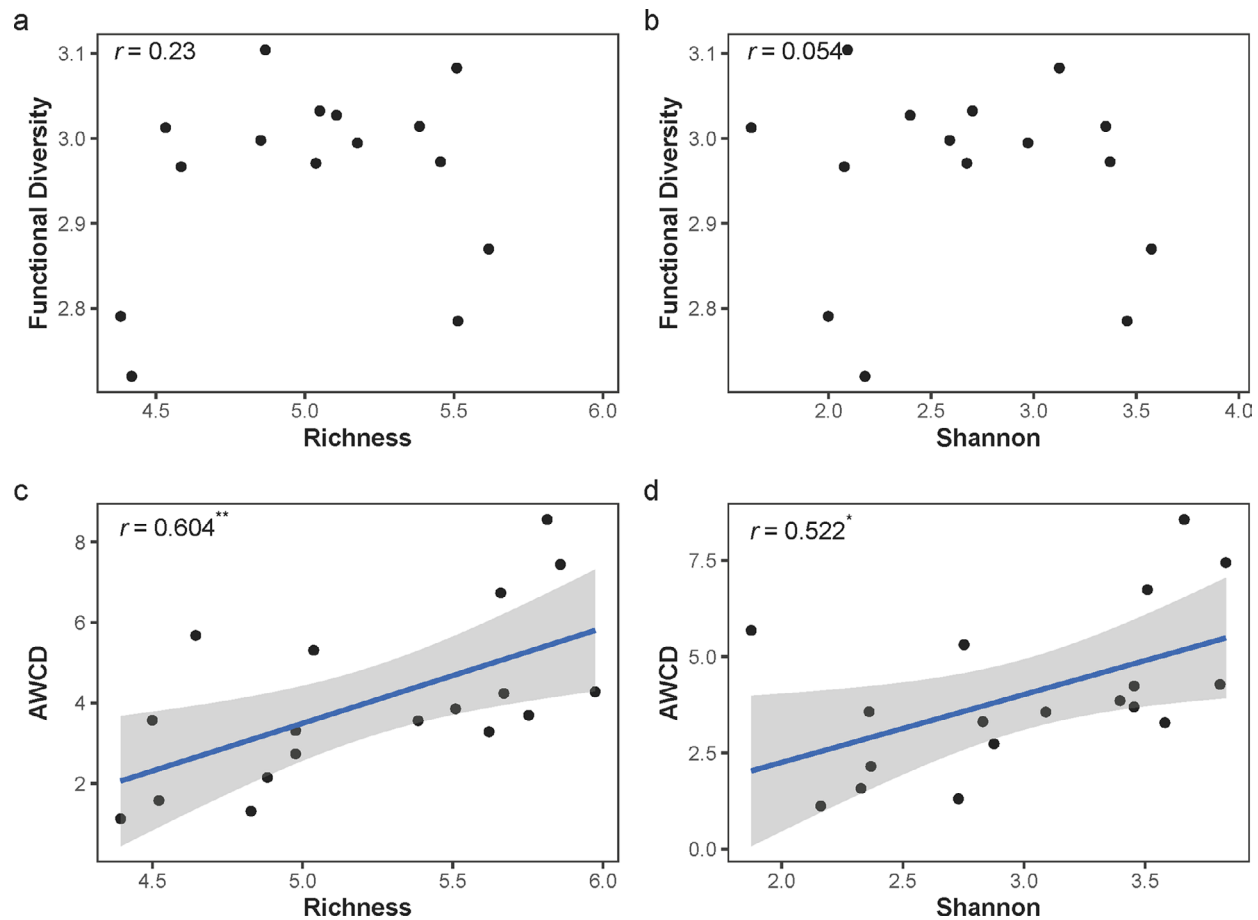 a
r = 0.23
3.1
3.0
2.9
2.8
Functional Diversity
4.5 5.0 5.5 6.0
Richness
b
r = 0.054
3.1
3.0
2.9
2.8
Functional Diversity
2.0 2.5 3.0 3.5 4.0
Shannon
c
r = 0.604**
8
6
4
2
AWCD
4.5 5.0 5.5 6.0
Richness
d
r = 0.522*
7.5
5.0
2.5
0.0
AWCD
2.0 2.5 3.0 3.5
Shannon